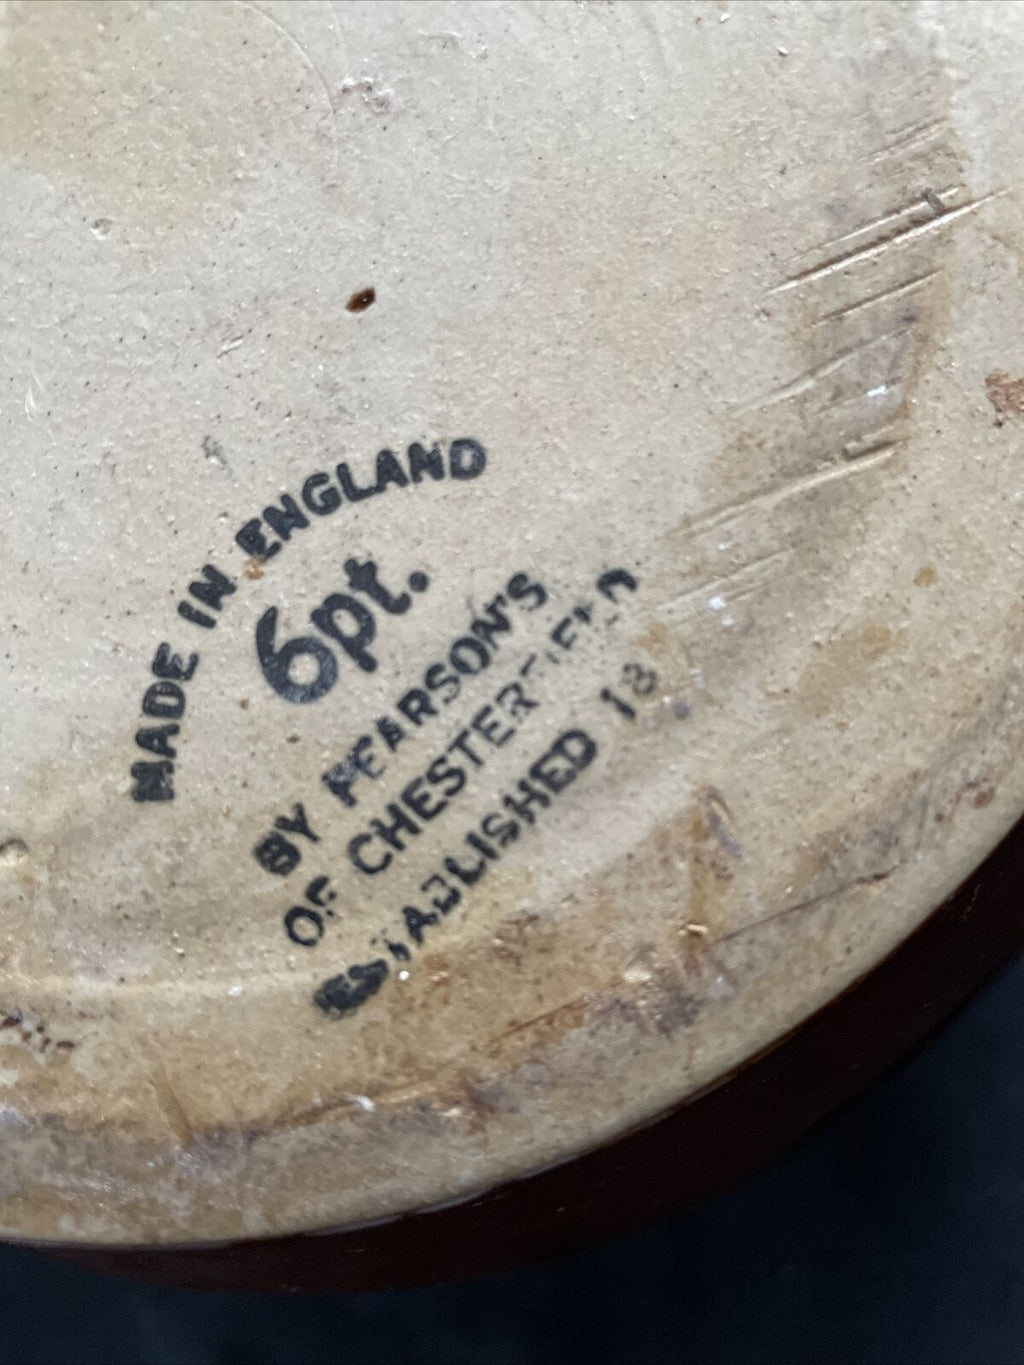 MADE IN ENGLAND
6pt.
BY PEARSON'S
OF CHESTERFIELD
ESTABLISHED 18